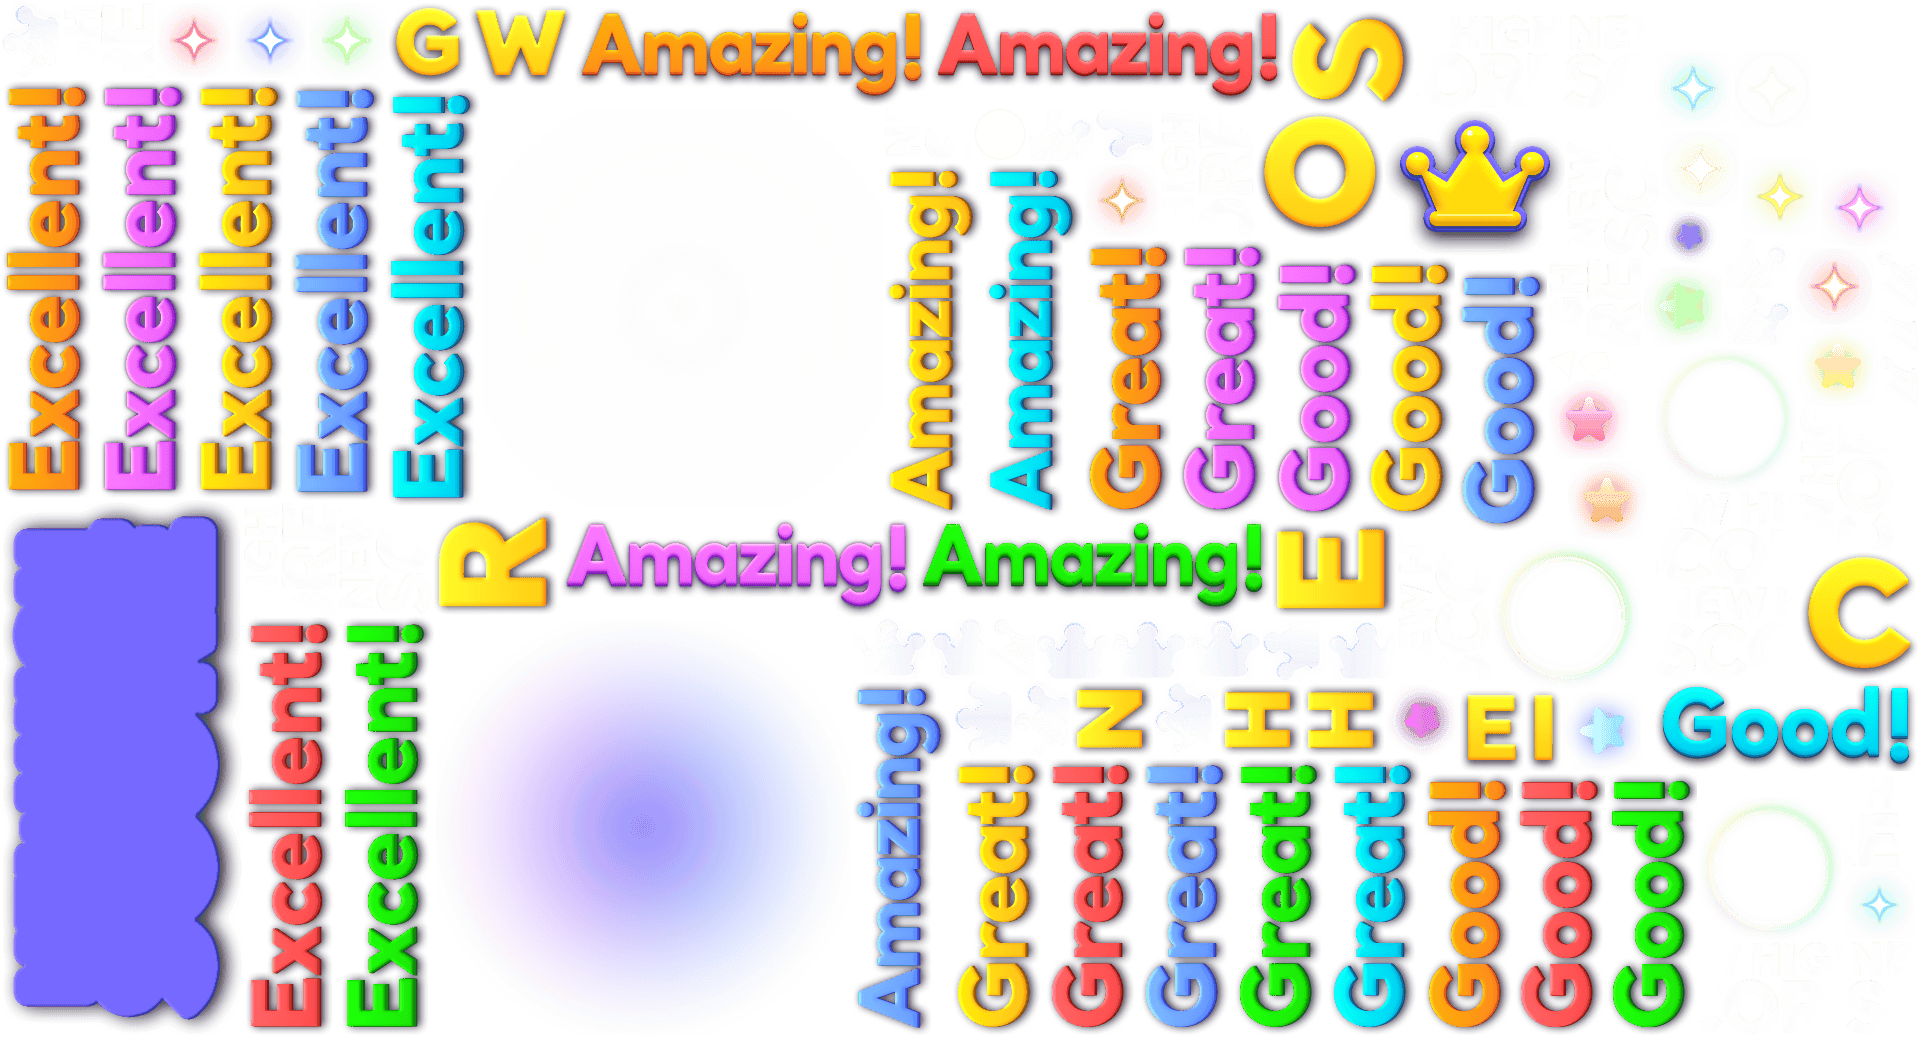 G W Amazing! Amazing! S
Excellent! Excellent! Excellent! Excellent! Excellent!
O
Amazing! Amazing! Great! Great! Good! Good! Good!
R Amazing! Amazing! E
C
Excellent! Excellent!
Amazing! N H H E I Good!
Great! Great! Great! Great! Great! Good! Good! Good!